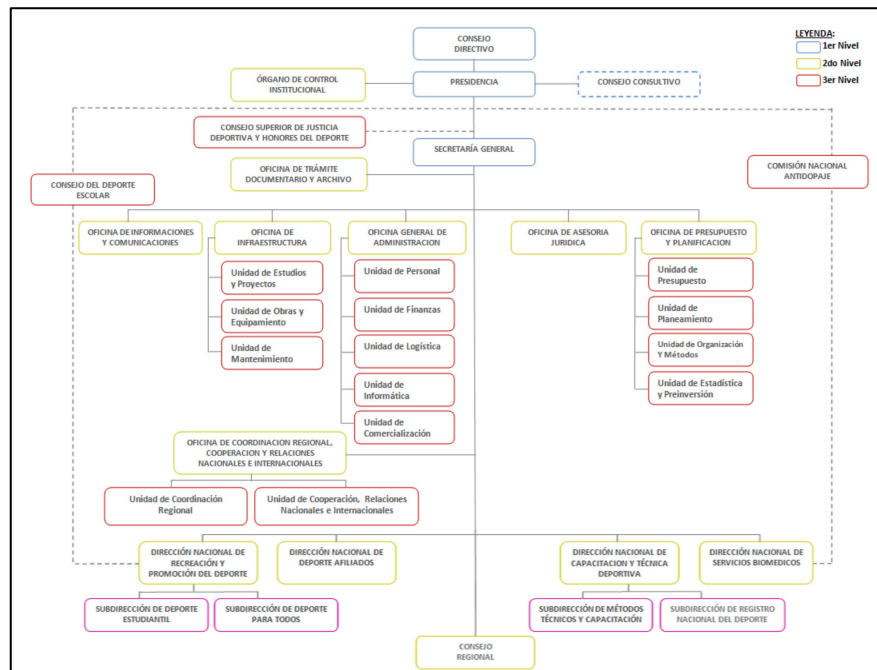 CONSEJO
DIRECTIVO
LEYENDA:
1er Nivel
2do Nivel
3er Nivel
ÓRGANO DE CONTROL
INSTITUCIONAL
PRESIDENCIA
CONSEJO CONSULTIVO
CONSEJO SUPERIOR DE JUSTICIA
DEPORTIVA Y HONORES DEL DEPORTE
SECRETARÍA GENERAL
OFICINA DE TRÁMITE
DOCUMENTARIO Y ARCHIVO
CONSEJO DEL DEPORTE
ESCOLAR
COMISIÓN NACIONAL
ANTIDOPAJE
OFICINA DE INFORMACIONES
Y COMUNICACIONES
OFICINA DE
INFRAESTRUCTURA
OFICINA GENERAL DE
ADMINISTRACION
OFICINA DE ASESORIA
JURIDICA
OFICINA DE PRESUPUESTO
Y PLANIFICACION
Unidad de Estudios
y Proyectos
Unidad de Obras y
Equipamiento
Unidad de
Mantenimiento
Unidad de Personal
Unidad de Finanzas
Unidad de Logística
Unidad de
Informática
Unidad de
Comercialización
Unidad de
Presupuesto
Unidad de
Planeamiento
Unidad de Organización
Y Métodos
Unidad de Estadística
y Preinversión
OFICINA DE COORDINACION REGIONAL,
COOPERACION Y RELACIONES
NACIONALES E INTERNACIONALES
Unidad de Coordinación
Regional
Unidad de Cooperación, Relaciones
Nacionales e Internacionales
DIRECCIÓN NACIONAL DE
RECREACIÓN Y
PROMOCIÓN DEL DEPORTE
DIRECCIÓN NACIONAL DE
DEPORTE AFILIADOS
DIRECCIÓN NACIONAL DE
CAPACITACION Y TÉCNICA
DEPORTIVA
DIRECCIÓN NACIONAL DE
SERVICIOS BIOMEDICOS
SUBDIRECCIÓN DE DEPORTE
ESTUDIANTIL
SUBDIRECCIÓN DE DEPORTE
PARA TODOS
SUBDIRECCIÓN DE MÉTODOS
TÉCNICOS Y CAPACITACIÓN
SUBDIRECCIÓN DE REGISTRO
NACIONAL DEL DEPORTE
CONSEJO
REGIONAL